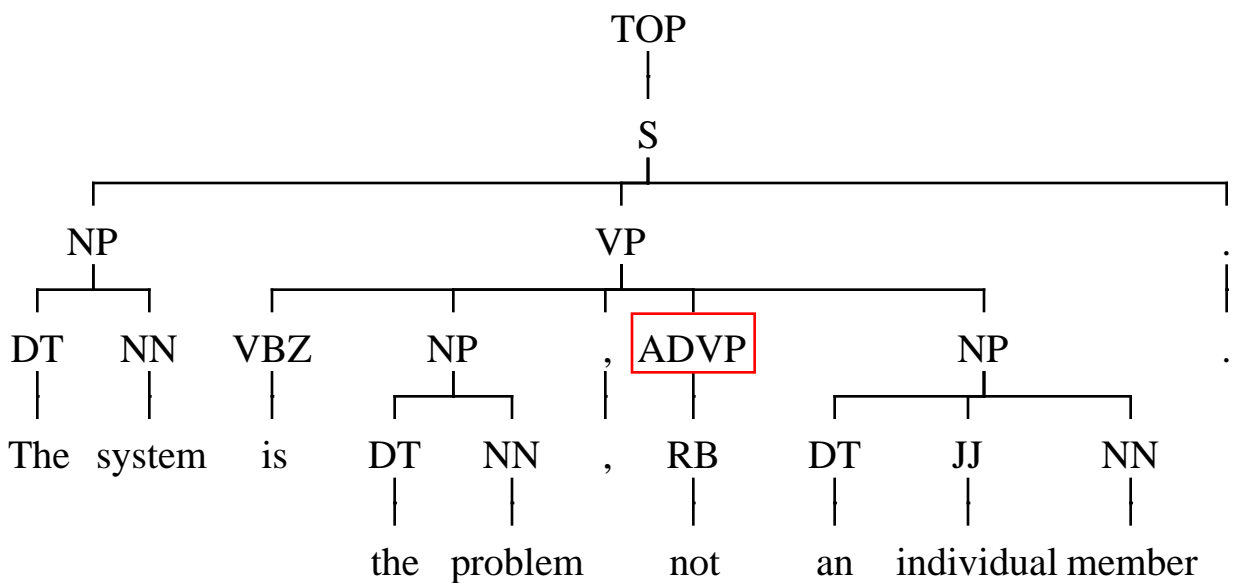 TOP
S
NP VP .
DT NN VBZ NP , ADVP NP .
The system is DT NN , RB DT JJ NN
the problem not an individual member